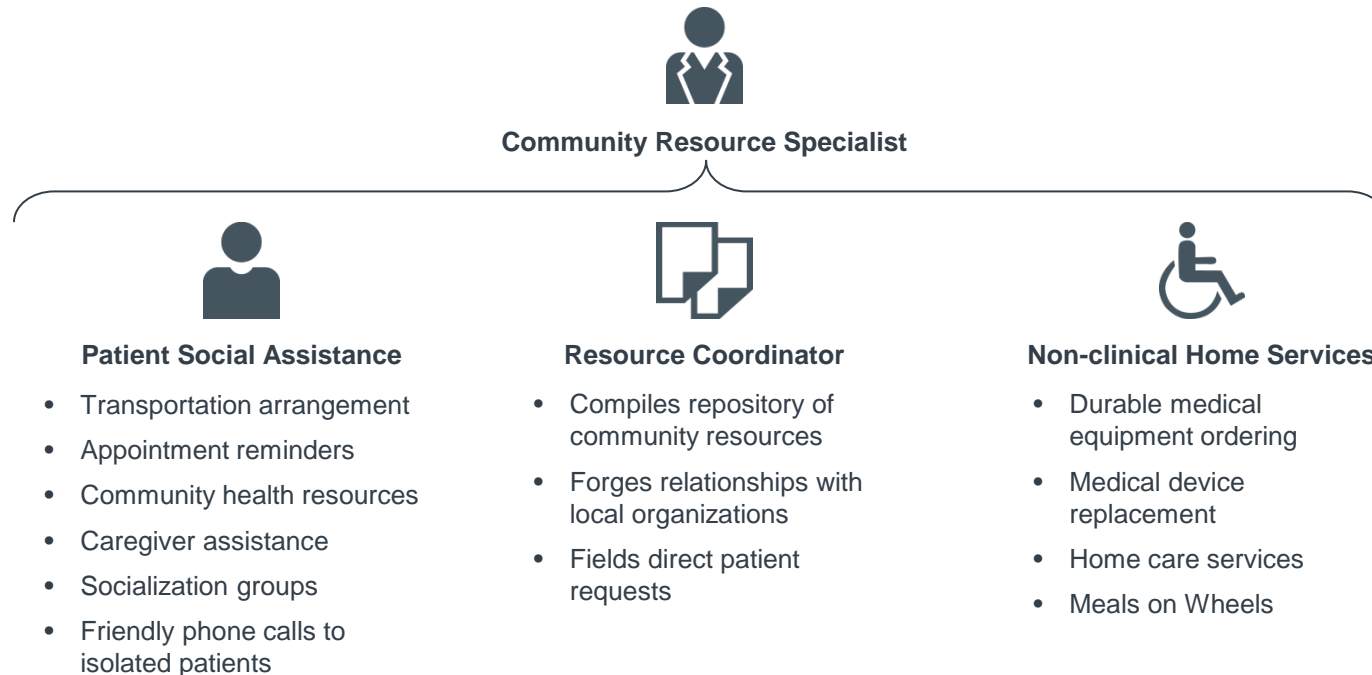 Community Resource Specialist
Patient Social Assistance
• Transportation arrangement
• Appointment reminders
• Community health resources
• Caregiver assistance
• Socialization groups
• Friendly phone calls to
isolated patients
Resource Coordinator
• Compiles repository of
community resources
• Forges relationships with
local organizations
• Fields direct patient
requests
Non-clinical Home Services
• Durable medical
equipment ordering
• Medical device
replacement
• Home care services
• Meals on Wheels